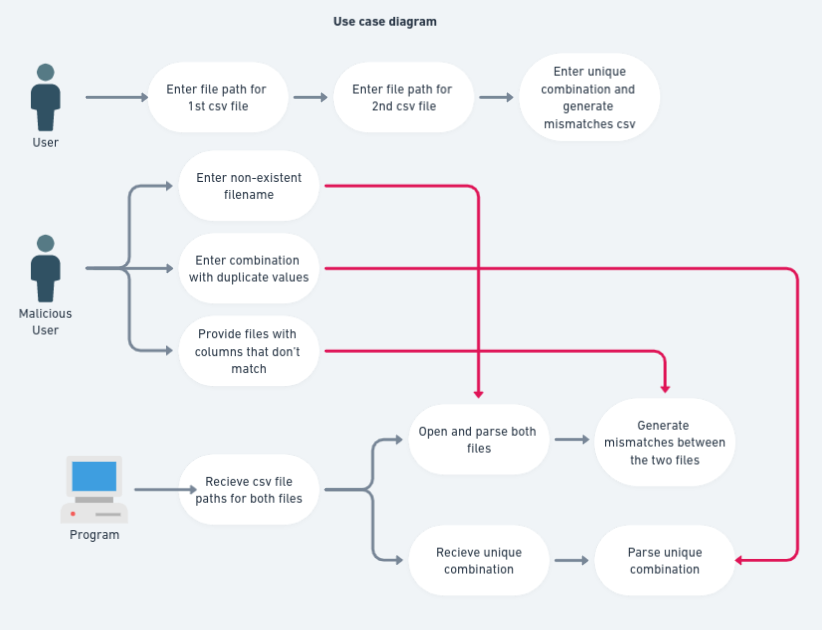 Use case diagram
Enter file path for
1st csv file
Enter file path for
2nd csv file
Enter unique
combination and
generate
mismatches csv
User
Enter non-existent
filename
Enter combination
with duplicate values
Malicious
User
Provide files with
columns that don't
match
Open and parse both
files
Generate
mismatches between
the two files
Recieve csv file
paths for both files
Program
Recieve unique
combination
Parse unique
combination